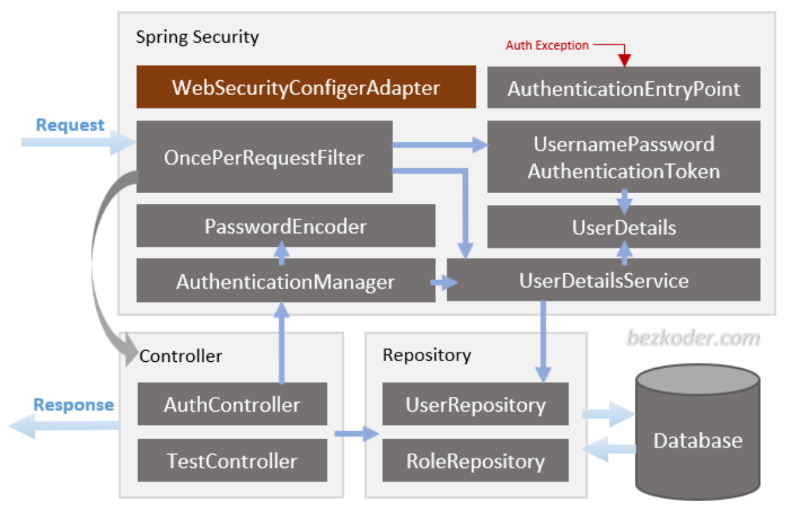 Spring Security
Auth Exception
WebSecurityConfigerAdapter
AuthenticationEntryPoint
Request
OncePerRequestFilter
UsernamePassword
AuthenticationToken
PasswordEncoder
UserDetails
AuthenticationManager
UserDetailsService
bezkoder.com
Controller
Repository
Response
AuthController
UserRepository
Database
TestController
RoleRepository